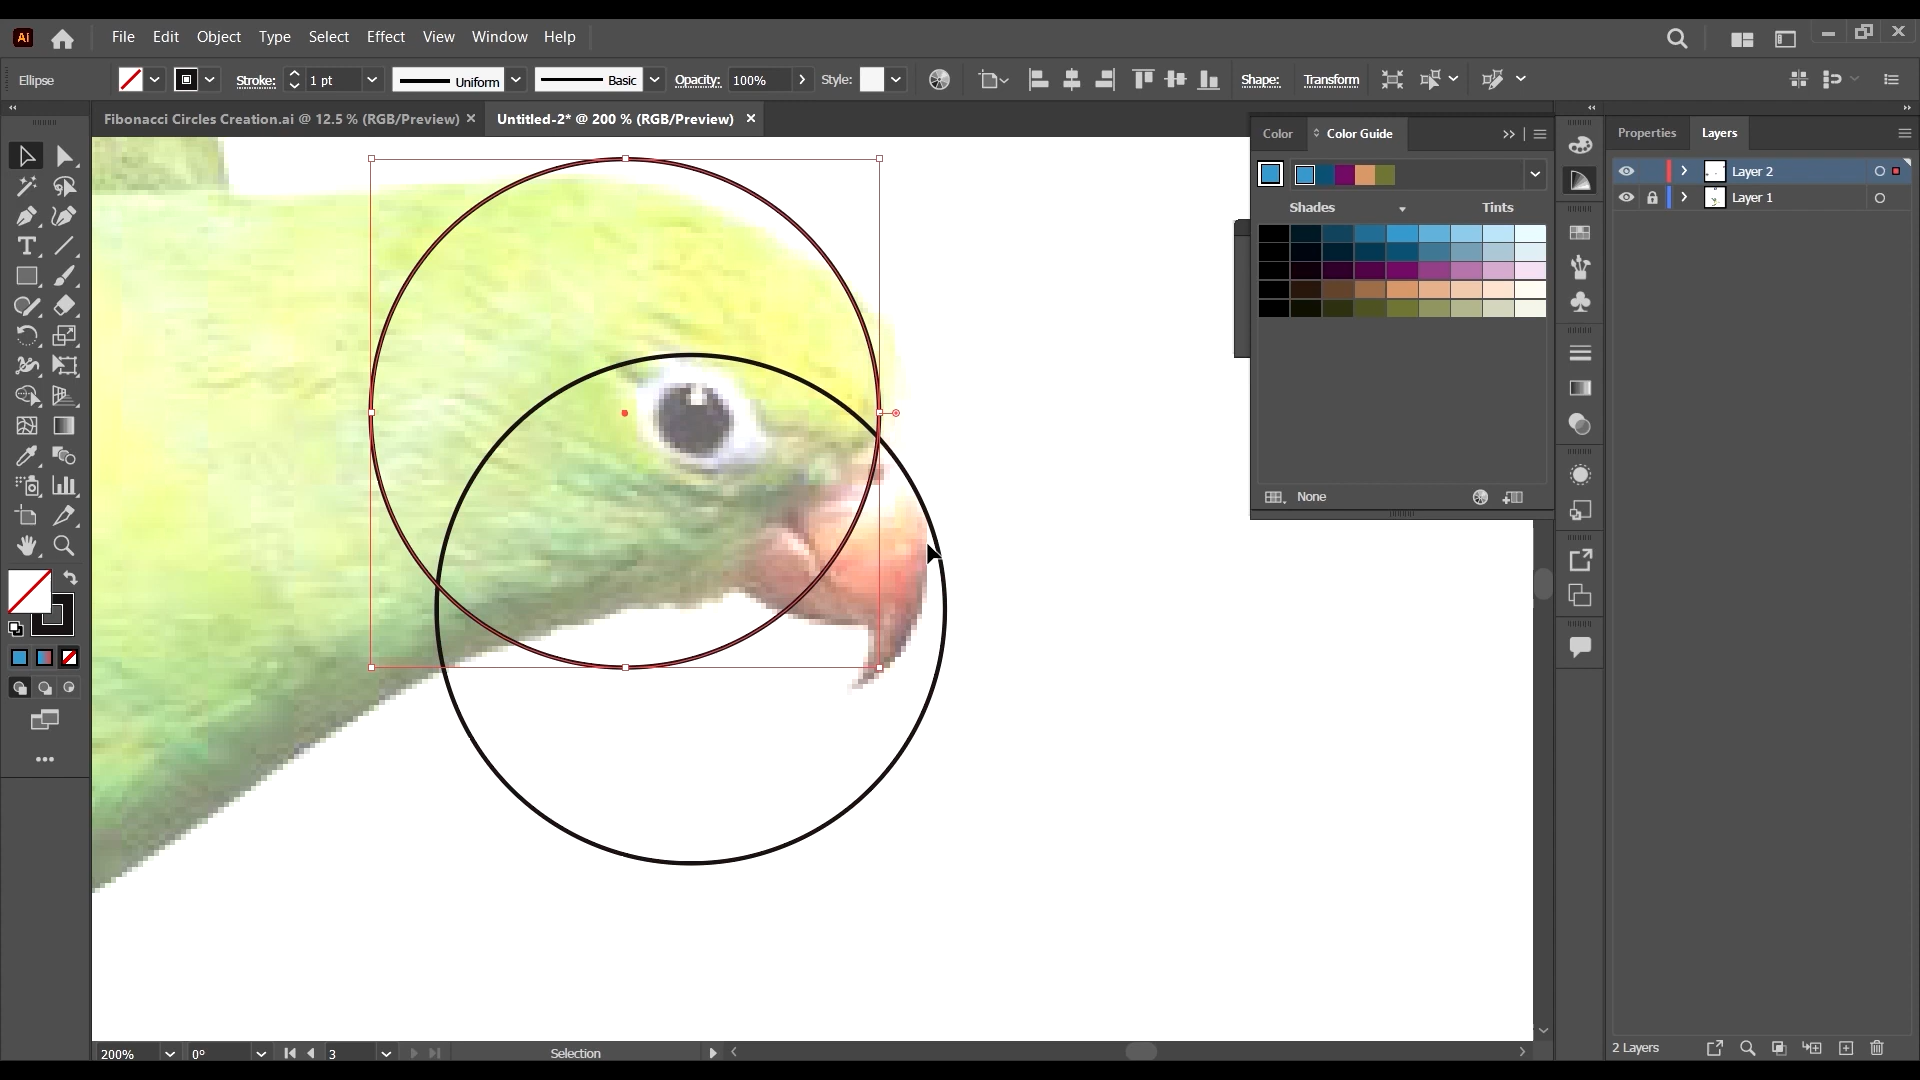 Ai File Edit Object Type Select Effect View Window Help
Ellipse Stroke: 1 pt Uniform Basic Opacity: 100% Style: Shape: Transform
Fibonacci Circles Creation.ai @ 12.5 % (RGB/Preview) × Untitled-2* @ 200 % (RGB/Preview) ×
Color Color Guide
Properties Layers
Layer 2
Layer 1
Shades Tints
None
200% 0° 3 Selection
2 Layers